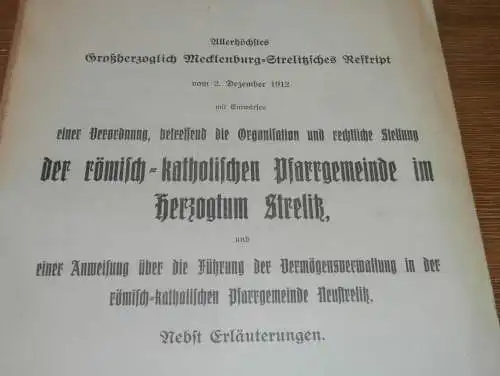 Allerhöchstes
Großherzoglich Mecklenburg-Strelitzsches Reskript
vom 2. Dezember 1912
mit Entwürfen
einer Verordnung, betreffend die Organisation und rechtliche Stellung
der römisch-katholischen Pfarrgemeinde im
Herzogtum Strelitz,
und
einer Anweisung über die Führung der Vermögensverwaltung in der
römisch-katholischen Pfarrgemeinde Neustrelitz.
Nebst Erläuterungen.